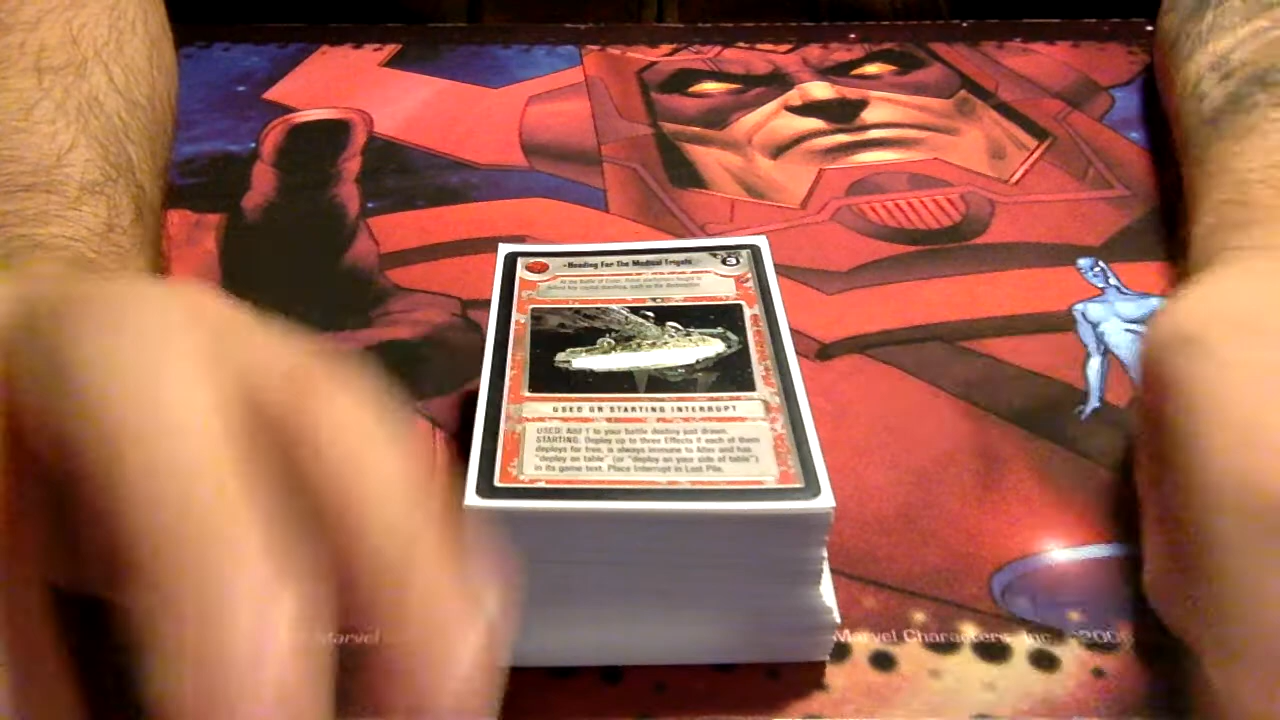 •Heading For The Medical Frigate
3
At the Battle of Endor, Rebel starfighters fought to
defend key capital starships, such as the Redemption.
USED OR STARTING INTERRUPT
USED: Add 1 to your battle destiny just drawn.
STARTING: Deploy up to three Effects if each of them
deploys for free, is always immune to Alter and has
"deploy on table" (or "deploy on your side of table")
in its game text. Place Interrupt in Lost Pile.
Marvel
Marvel Characters, Inc.